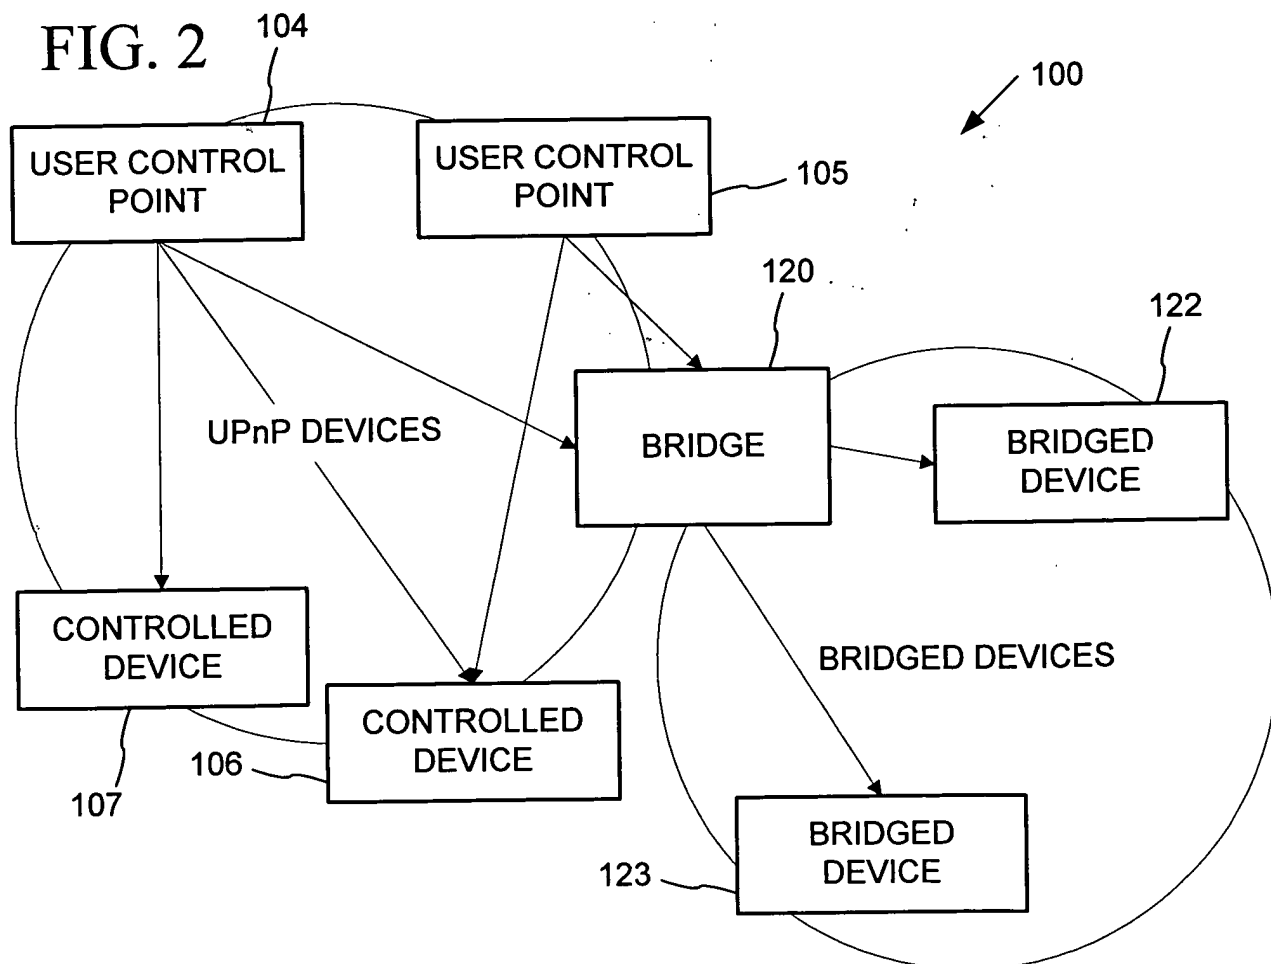 FIG. 2
104
100
USER CONTROL
POINT
USER CONTROL
POINT
105
120
122
UPnP DEVICES
BRIDGE
BRIDGED
DEVICE
CONTROLLED
DEVICE
BRIDGED DEVICES
CONTROLLED
DEVICE
106
107
BRIDGED
DEVICE
123